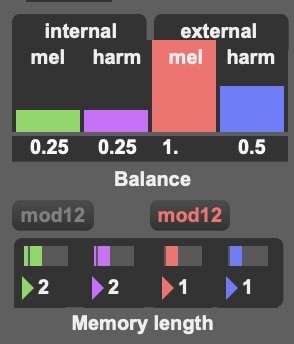 internal external
mel harm mel harm
0.25 0.25 1. 0.5
Balance
mod12 mod12
2 2 1 1
Memory length